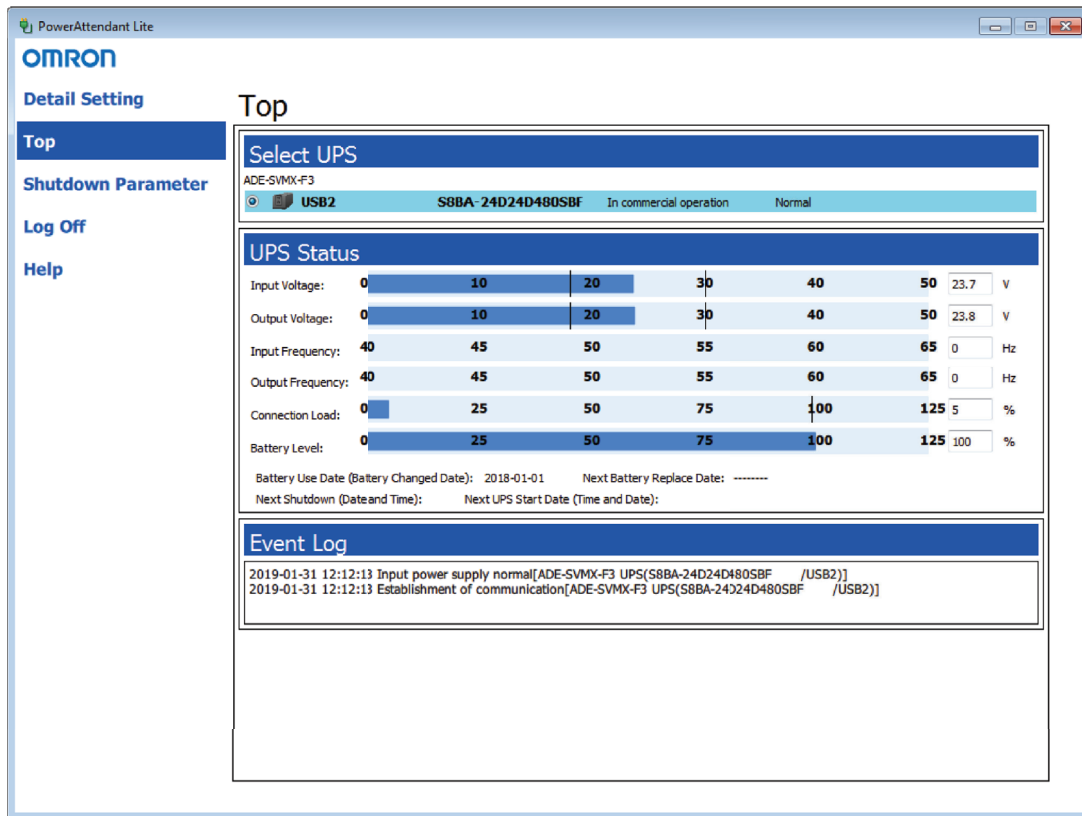 PowerAttendant Lite
OMRON
Detail Setting
Top
Shutdown Parameter
Log Off
Help
Top
Select UPS
ADE-SVMX-F3
USB2 S8BA-24D24D480SBF In commercial operation Normal
UPS Status
Input Voltage: 0 10 20 30 40 50 23.7 V
Output Voltage: 0 10 20 30 40 50 23.8 V
Input Frequency: 40 45 50 55 60 65 0 Hz
Output Frequency: 40 45 50 55 60 65 0 Hz
Connection Load: 0 25 50 75 100 125 5 %
Battery Level: 0 25 50 75 100 125 100 %
Battery Use Date (Battery Changed Date): 2018-01-01 Next Battery Replace Date: --------
Next Shutdown (Date and Time): Next UPS Start Date (Time and Date):
Event Log
2019-01-31 12:12:13 Input power supply normal[ADE-SVMX-F3 UPS(S8BA-24D24D480SBF /USB2)]
2019-01-31 12:12:13 Establishment of communication[ADE-SVMX-F3 UPS(S8BA-24D24D480SBF /USB2)]